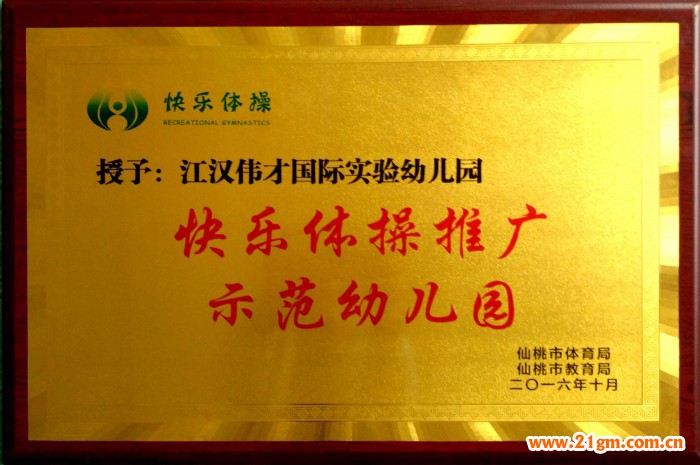 快乐体操
RECREATIONAL GYMNASTICS
授予：江汉伟才国际实验幼儿园
快乐体操推广
示范幼儿园
仙桃市体育局
仙桃市教育局
二〇一六年十月
www.21gm.com.cn